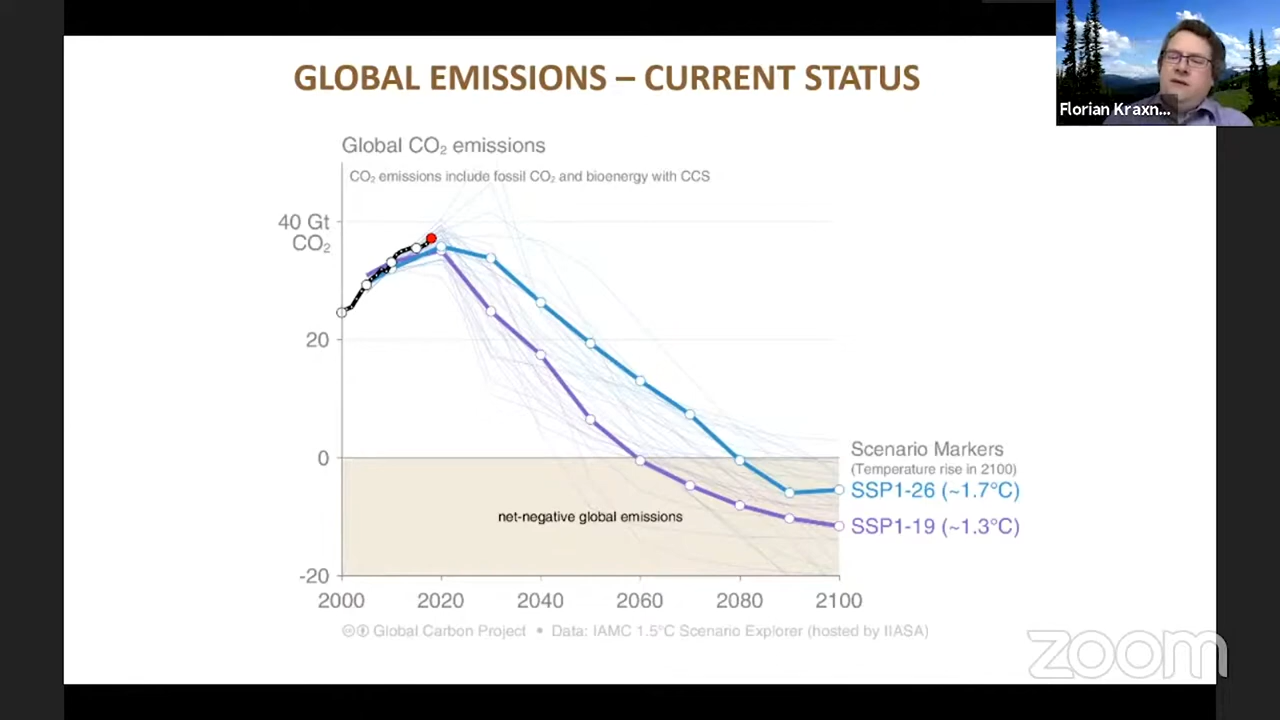 GLOBAL EMISSIONS – CURRENT STATUS
Florian Kraxn...
Global CO₂ emissions
CO₂ emissions include fossil CO₂ and bioenergy with CCS
40 Gt
CO₂
20
0
-20
net-negative global emissions
Scenario Markers
(Temperature rise in 2100)
SSP1-26 (~1.7°C)
SSP1-19 (~1.3°C)
2000 2020 2040 2060 2080 2100
Global Carbon Project • Data: IAMC 1.5°C Scenario Explorer (hosted by IIASA)
zoom